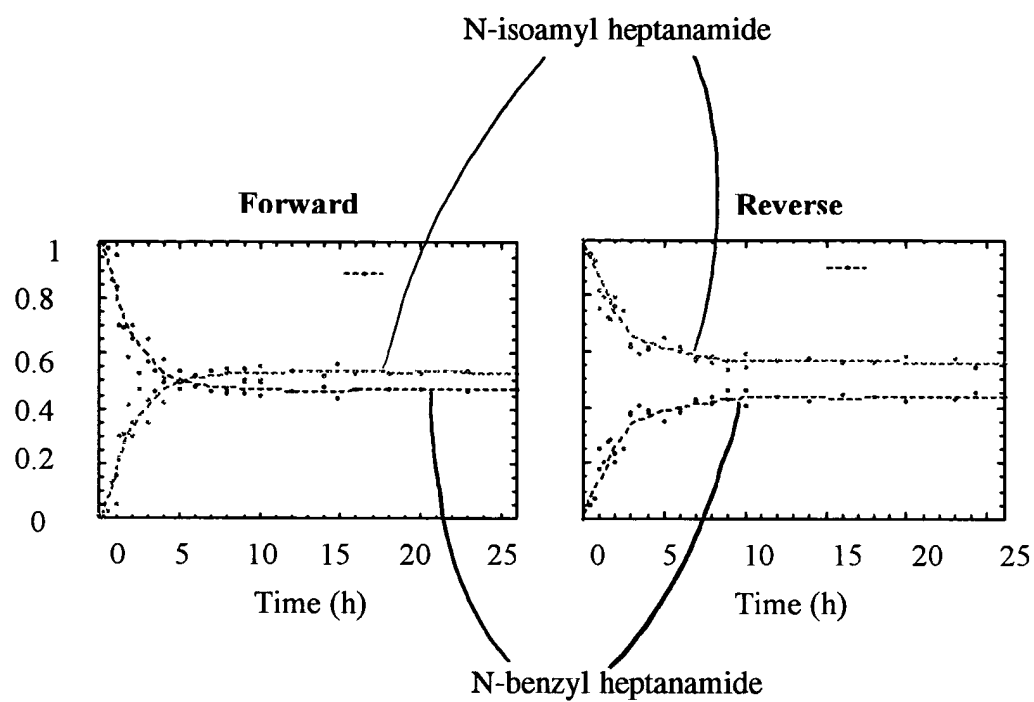 N-isoamyl heptanamide
Forward
Reverse
1
0.8
0.6
0.4
0.2
0
0 5 10 15 20 25
0 5 10 15 20 25
Time (h)
Time (h)
N-benzyl heptanamide